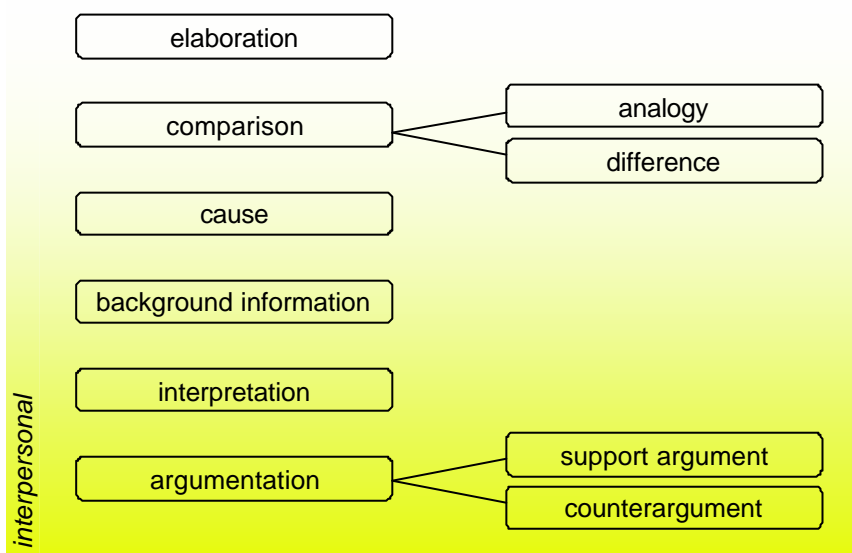 elaboration
comparison
analogy
difference
cause
background information
interpretation
argumentation
support argument
counterargument
interpersonal